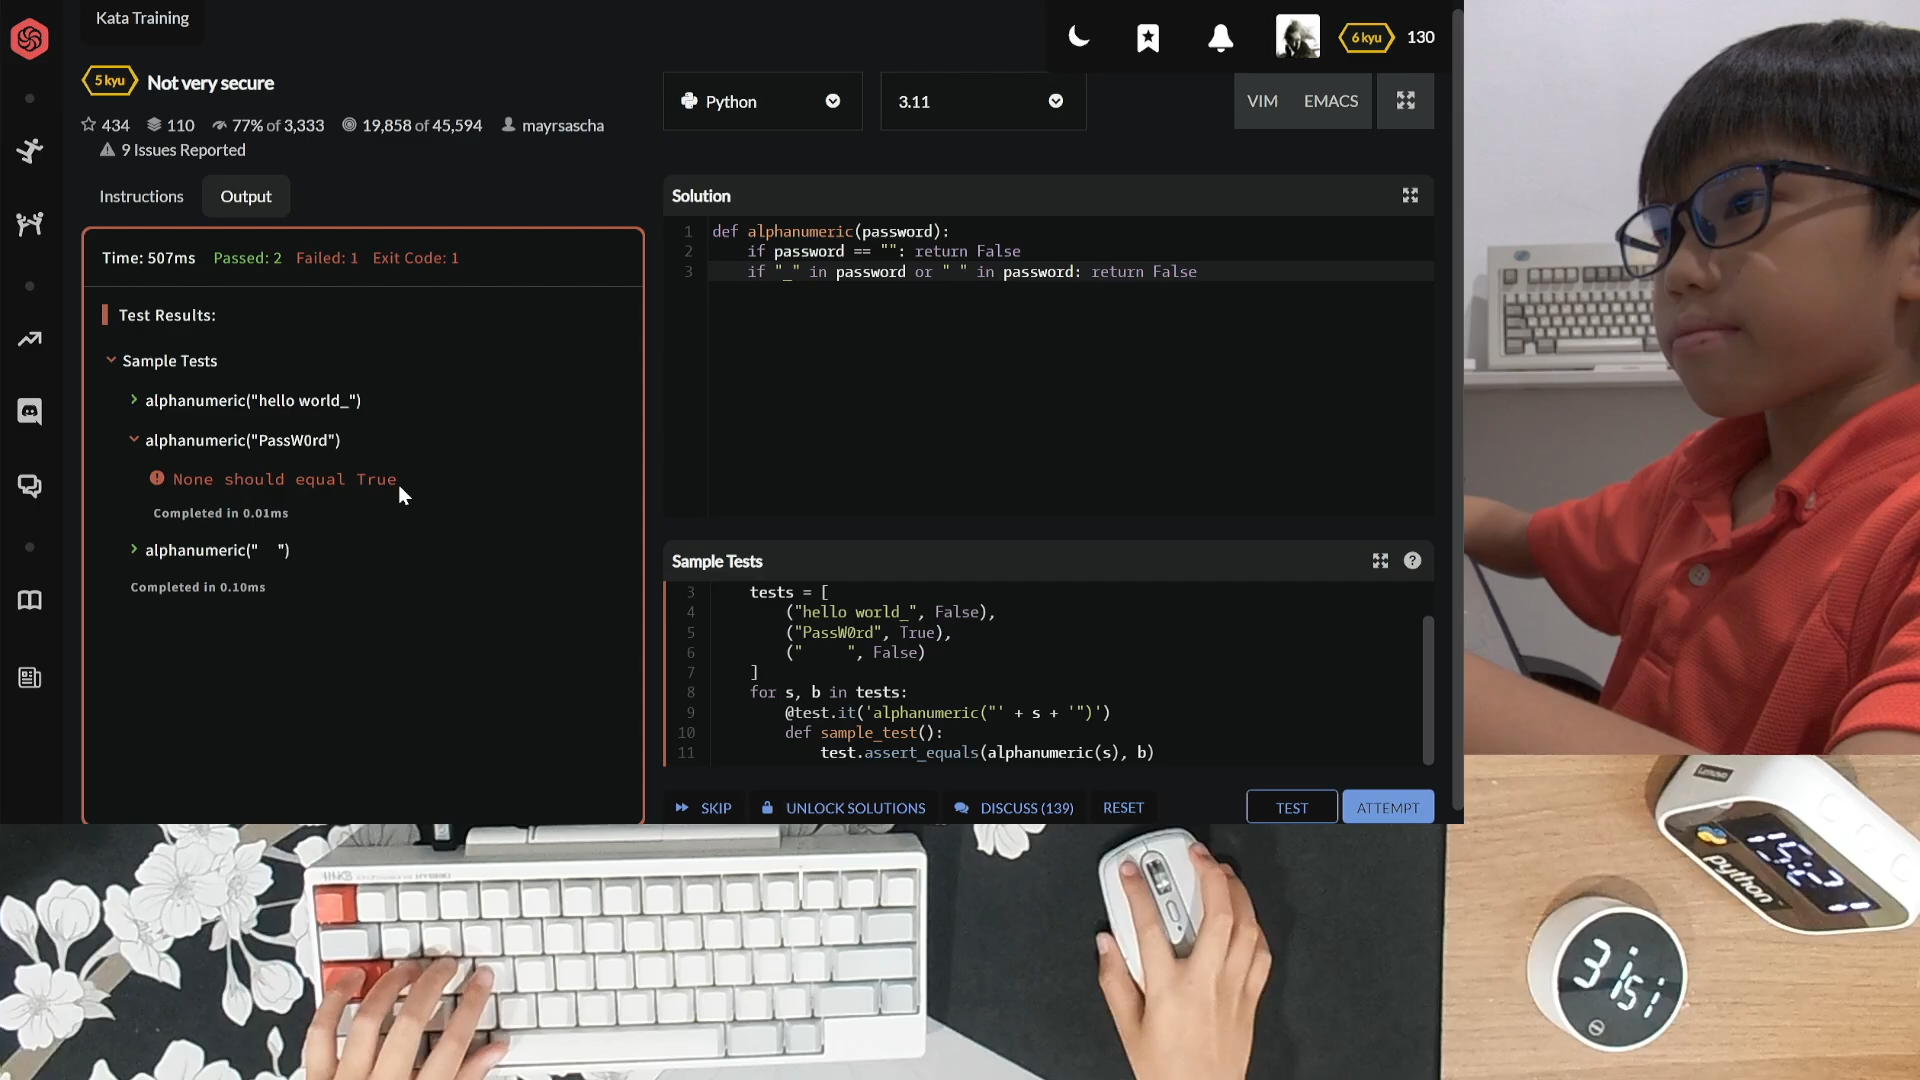 Kata Training
6 kyu 130
5 kyu Not very secure
434 110 77% of 3,333 19,858 of 45,594 mayrsascha
9 Issues Reported
Instructions Output
Time: 507ms Passed: 2 Failed: 1 Exit Code: 1
Test Results:
Sample Tests
alphanumeric("hello world_")
alphanumeric("PassW0rd")
None should equal True
Completed in 0.01ms
alphanumeric("     ")
Completed in 0.10ms
Python 3.11 VIM EMACS
Solution
1 def alphanumeric(password):
2     if password == "": return False
3     if "_" in password or " " in password: return False
Sample Tests
3     tests = [
4         ("hello world_", False),
5         ("PassW0rd", True),
6         ("     ", False)
7     ]
8     for s, b in tests:
9         @test.it('alphanumeric("' + s + '")')
10         def sample_test():
11             test.assert_equals(alphanumeric(s), b)
SKIP UNLOCK SOLUTIONS DISCUSS (139) RESET TEST ATTEMPT
HHKB
Lenovo
python